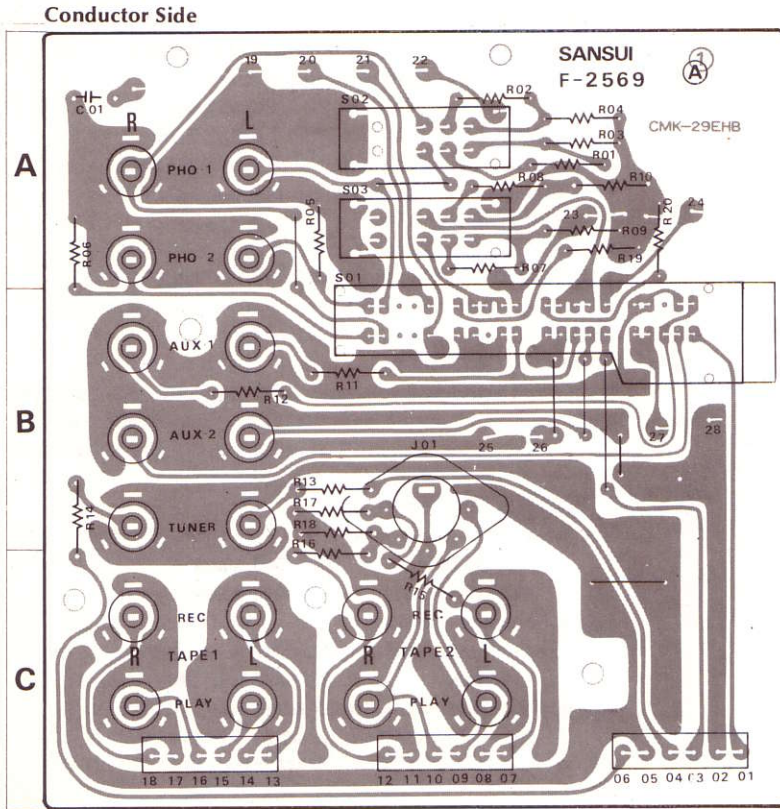 Conductor Side
SANSUI
F-2569
1
A
CMK-29EHB
19 20 21 22
C01
S02
R02
R04
R03
R01
R L
A
PHO 1
R08
R10
S03
R05
R20
24
23
R09
R06
PHO 2
R19
R07
S01
AUX 1
R11
R12
B
AUX 2
J01
25 26 27 28
R13
R17
R14
TUNER
R18
R16
R15
REC
REC
R TAPE1 L
R TAPE2 L
C
PLAY
PLAY
18 17 16 15 14 13
12 11 10 09 08 07
06 05 04 03 02 01